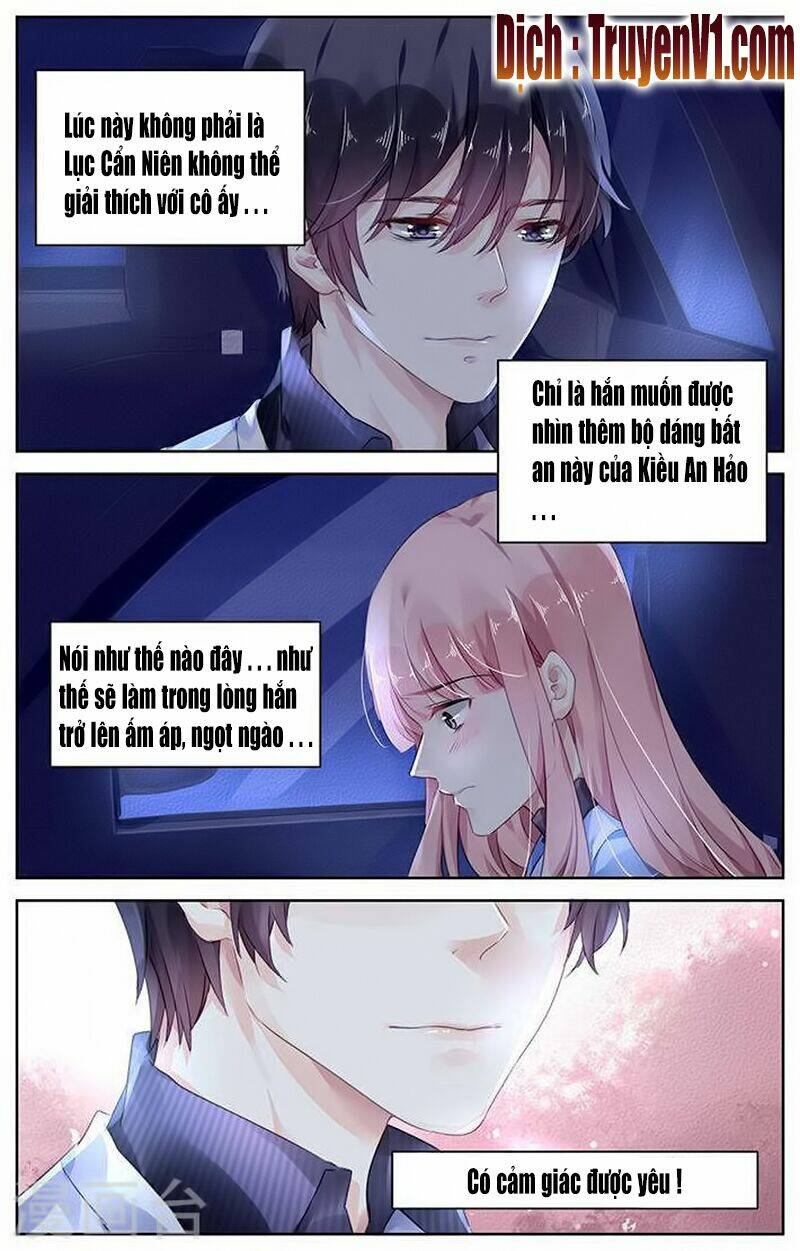 Dịch : TruyenV1.com
Lúc này không phải là
Lục Cẩn Niên không thể
giải thích với cô ấy . . .
Chỉ là hắn muốn được
nhìn thêm bộ dáng bất
an này của Kiều An Hảo
. . .
Nói như thế nào đây . . . như
thế sẽ làm trong lòng hắn
trở lên ấm áp, ngọt ngào . . .
Có cảm giác được yêu !
漫画台